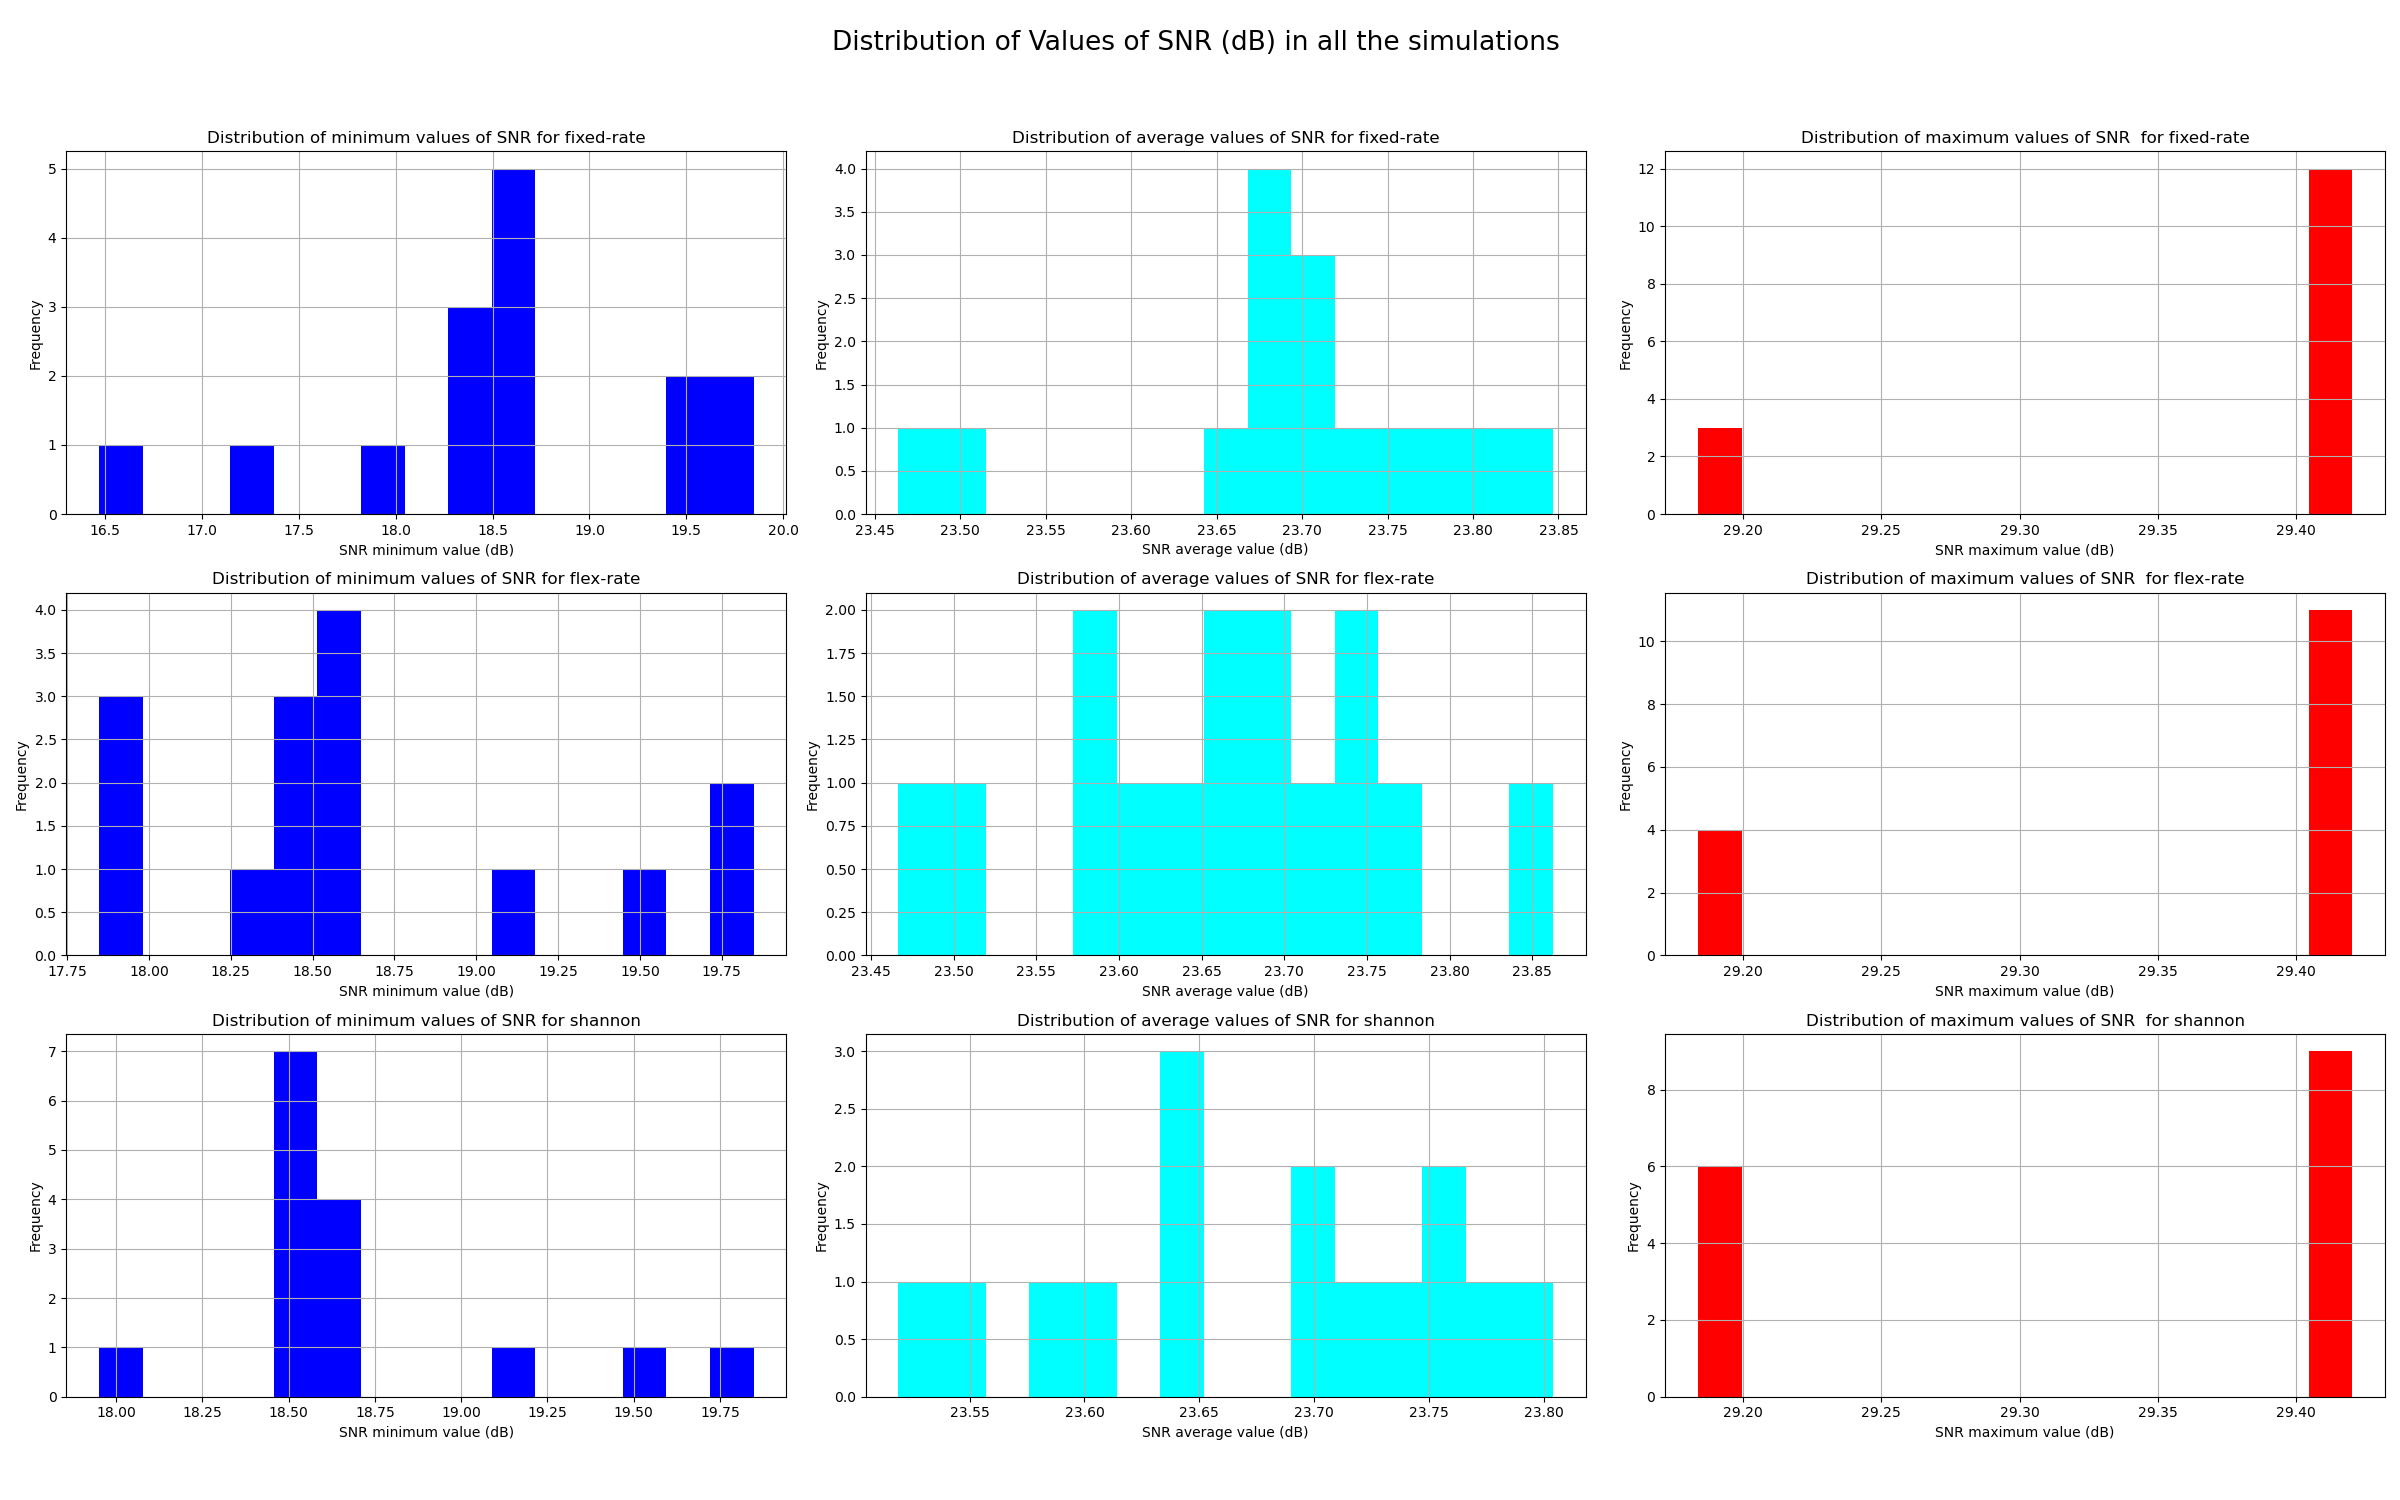 Distribution of Values of SNR (dB) in all the simulations
Distribution of minimum values of SNR for fixed-rate
5
4
3
2
1
0
Frequency
16.5 17.0 17.5 18.0 18.5 19.0 19.5 20.0
SNR minimum value (dB)
Distribution of average values of SNR for fixed-rate
4.0
3.5
3.0
2.5
2.0
1.5
1.0
0.5
0.0
Frequency
23.45 23.50 23.55 23.60 23.65 23.70 23.75 23.80 23.85
SNR average value (dB)
Distribution of maximum values of SNR  for fixed-rate
12
10
8
6
4
2
0
Frequency
29.20 29.25 29.30 29.35 29.40
SNR maximum value (dB)
Distribution of minimum values of SNR for flex-rate
4.0
3.5
3.0
2.5
2.0
1.5
1.0
0.5
0.0
Frequency
17.75 18.00 18.25 18.50 18.75 19.00 19.25 19.50 19.75
SNR minimum value (dB)
Distribution of average values of SNR for flex-rate
2.00
1.75
1.50
1.25
1.00
0.75
0.50
0.25
0.00
Frequency
23.45 23.50 23.55 23.60 23.65 23.70 23.75 23.80 23.85
SNR average value (dB)
Distribution of maximum values of SNR  for flex-rate
10
8
6
4
2
0
Frequency
29.20 29.25 29.30 29.35 29.40
SNR maximum value (dB)
Distribution of minimum values of SNR for shannon
7
6
5
4
3
2
1
0
Frequency
18.00 18.25 18.50 18.75 19.00 19.25 19.50 19.75
SNR minimum value (dB)
Distribution of average values of SNR for shannon
3.0
2.5
2.0
1.5
1.0
0.5
0.0
Frequency
23.55 23.60 23.65 23.70 23.75 23.80
SNR average value (dB)
Distribution of maximum values of SNR  for shannon
8
6
4
2
0
Frequency
29.20 29.25 29.30 29.35 29.40
SNR maximum value (dB)